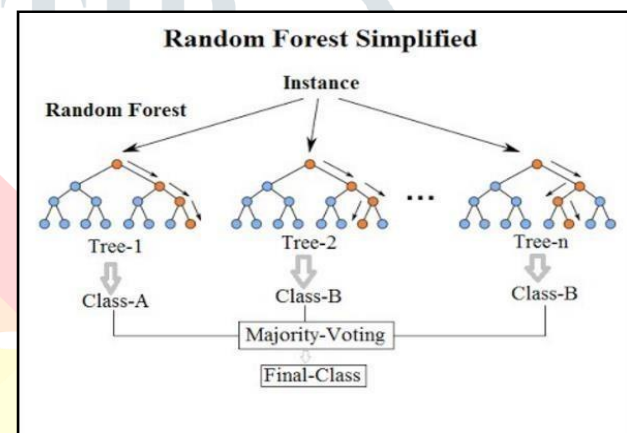 Random Forest Simplified
Instance
Random Forest
...
Tree-1 Tree-2 Tree-n
Class-A Class-B Class-B
Majority-Voting
Final-Class